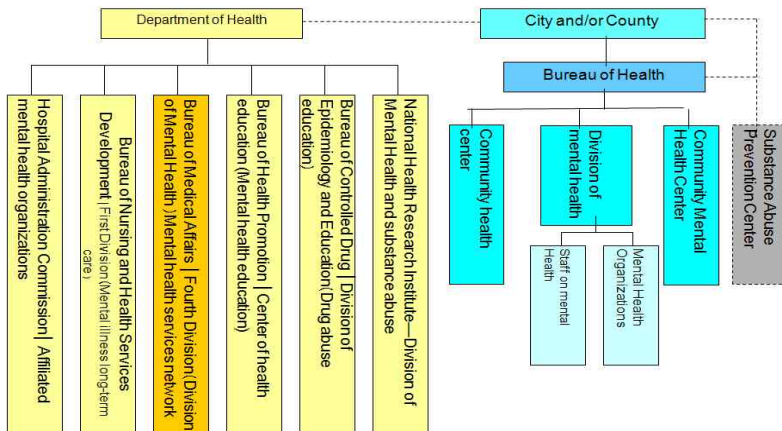 Department of Health
City and/or County
Bureau of Health
Hospital Administration Commission│ Affiliated
mental health organizations
Bureau of Nursing and Health Services
Development│First Division(Mental illness long-term
care)
Bureau of Medical Affairs│Fourth Division(Division
of Mental Health )Mental health services network
Bureau of Health Promotion│Center of health
education(Mental health education)
Bureau of Controlled Drug│Division of
Epidemiology and Education(Drug abuse
education)
National Health Research Institute—Division of
Mental Health and substance abuse
Community health
center
Division of
mental health
Community Mental
Health Center
Substance Abuse
Prevention Center
Staff on mental
Health
Mental Health
Organizations